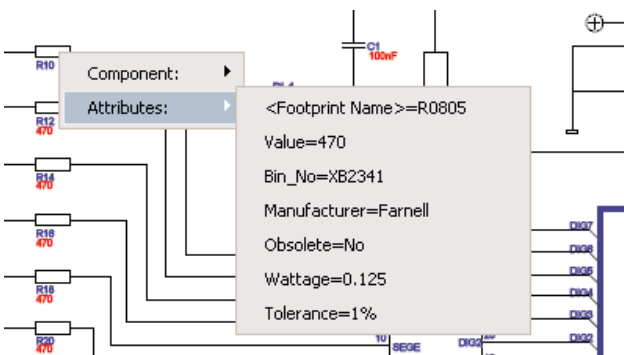 C1
100nF
R10
Component:
Attributes:
<Footprint Name>=R0805
Value=470
Bin_No=XB2341
Manufacturer=Farnell
Obsolete=No
Wattage=0.125
Tolerance=1%
R12
470
R14
470
R16
470
R18
470
R20
470
DIG7
DIG6
DIG5
DIG4
DIG3
DIG2
DIG2
10
SEGE